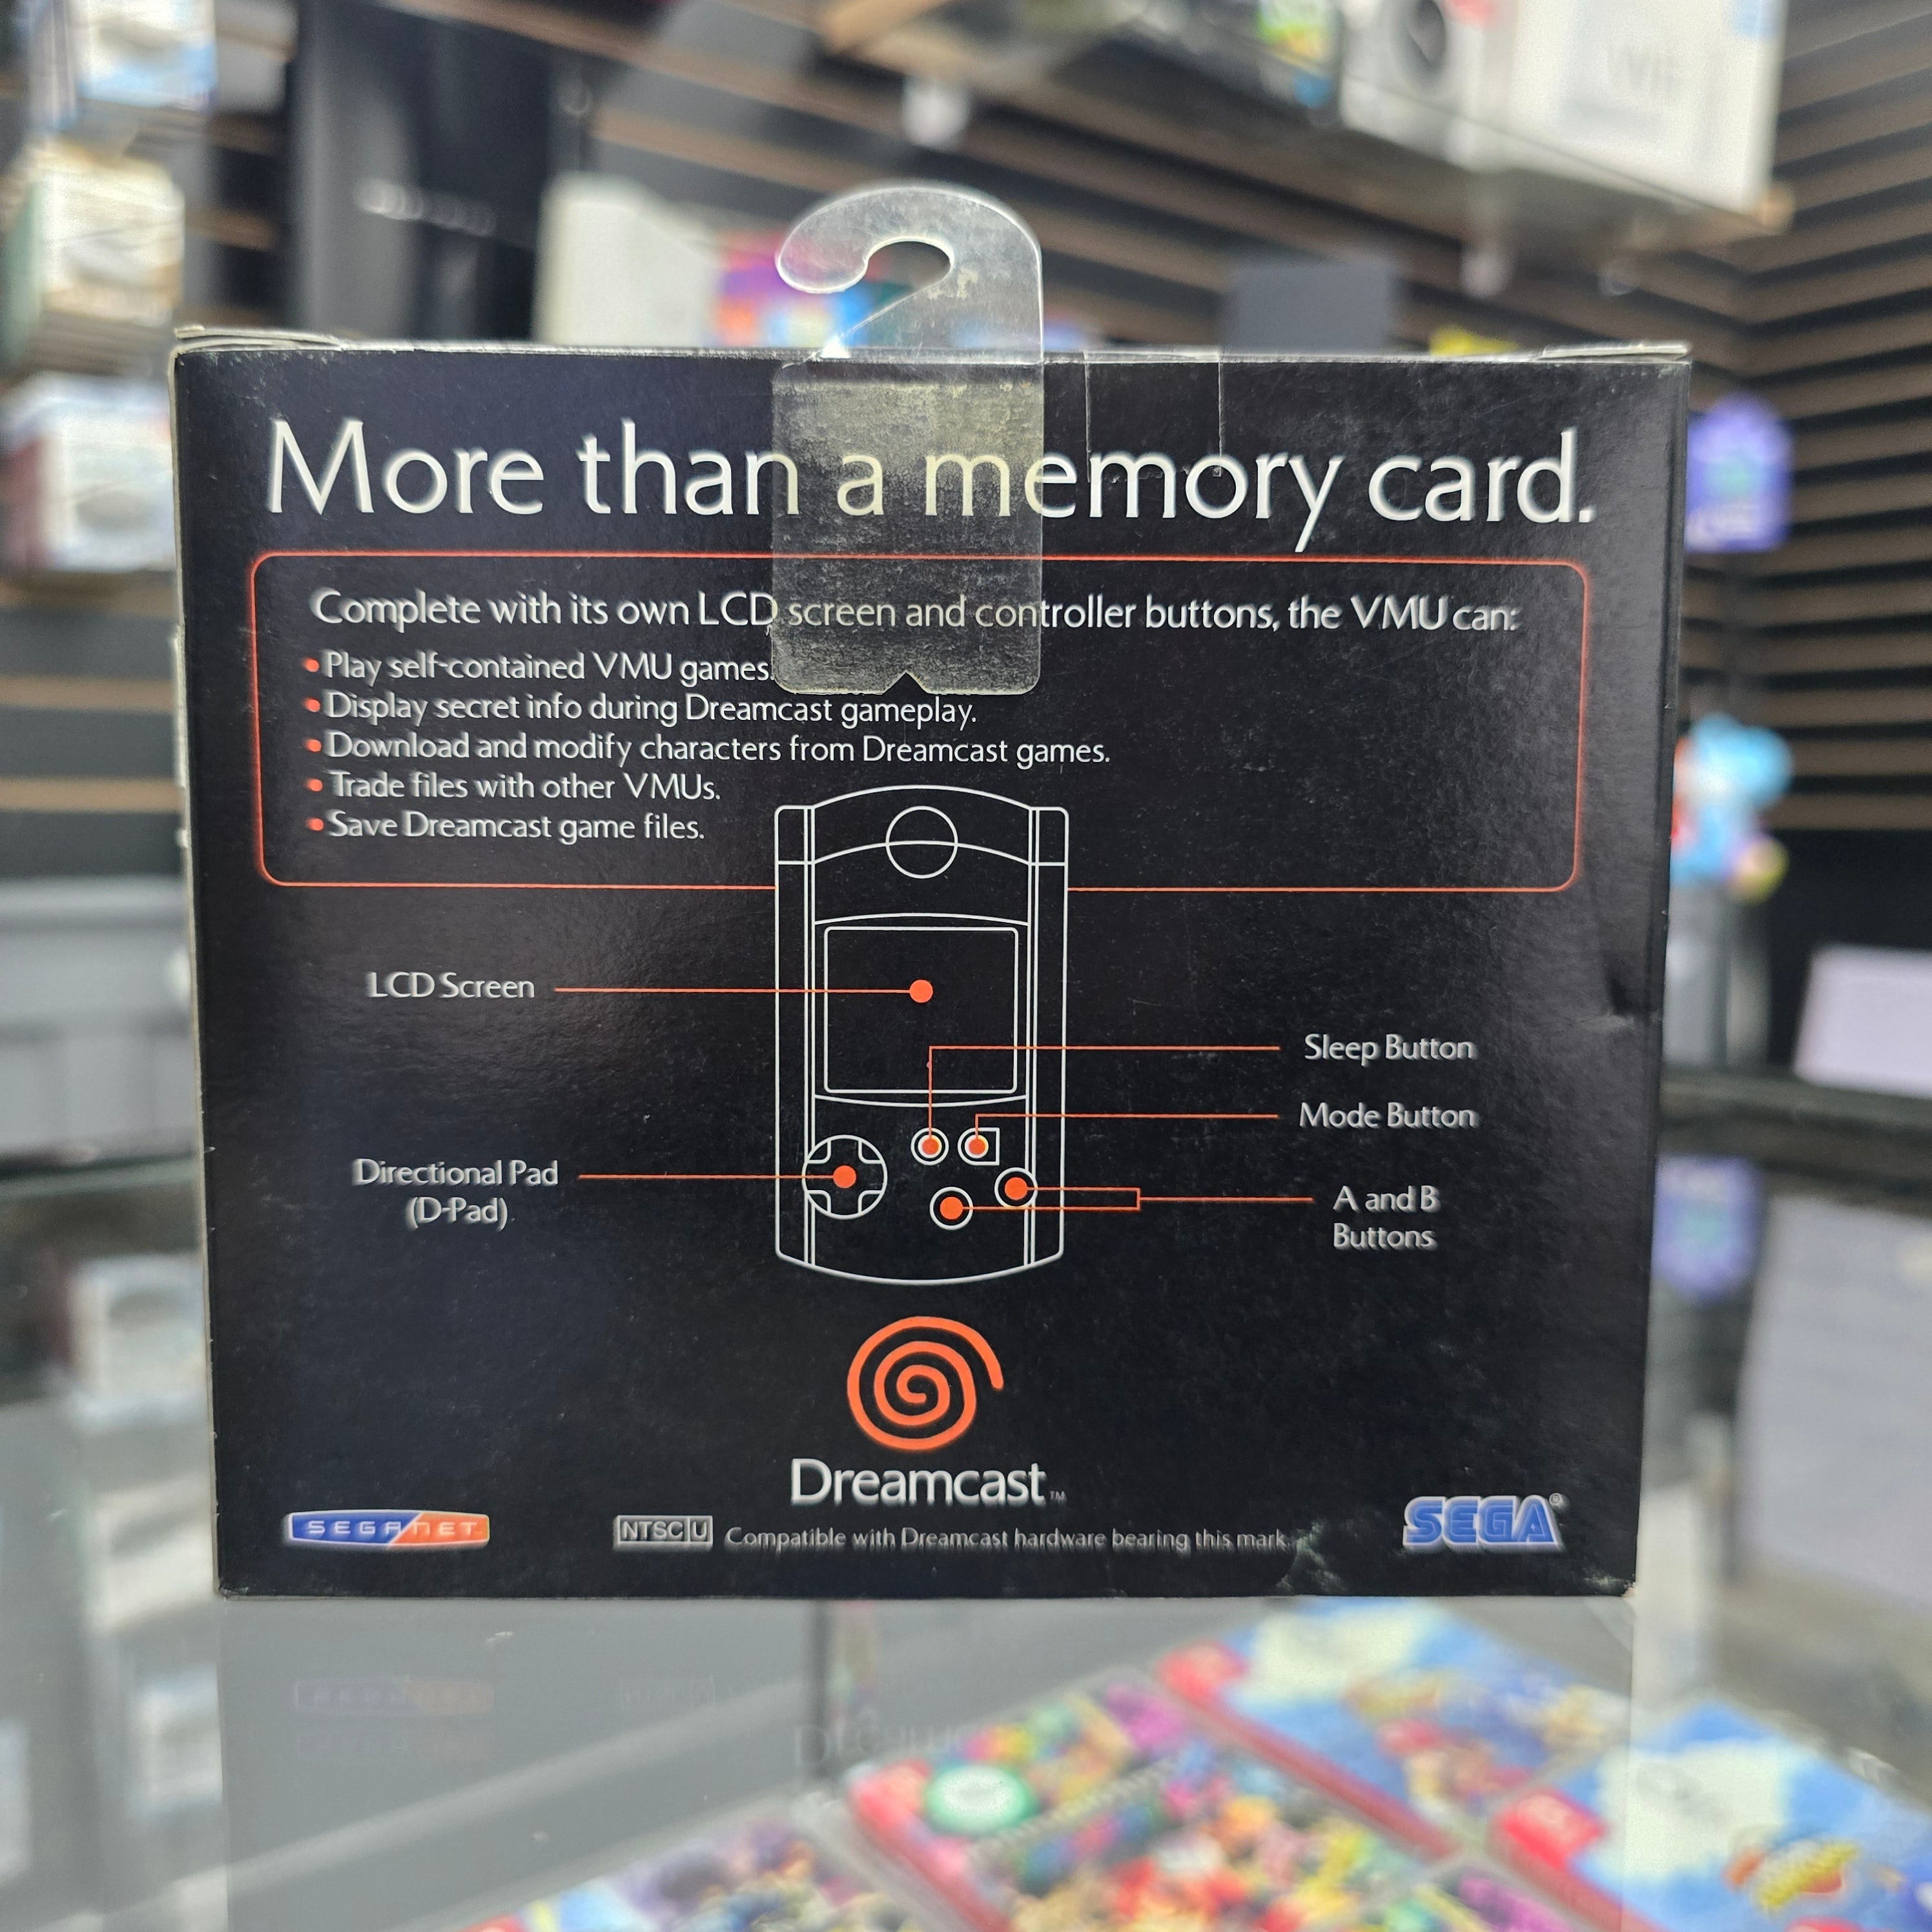 More than a memory card.
Complete with its own LCD screen and controller buttons, the VMU can:
• Play self-contained VMU games.
• Display secret info during Dreamcast gameplay.
• Download and modify characters from Dreamcast games.
• Trade files with other VMUs.
• Save Dreamcast game files.
LCD Screen
Sleep Button
Mode Button
Directional Pad
(D-Pad)
A and B
Buttons
Dreamcast™
SEGANET
NTSC U Compatible with Dreamcast hardware bearing this mark.
SEGA®
Wii